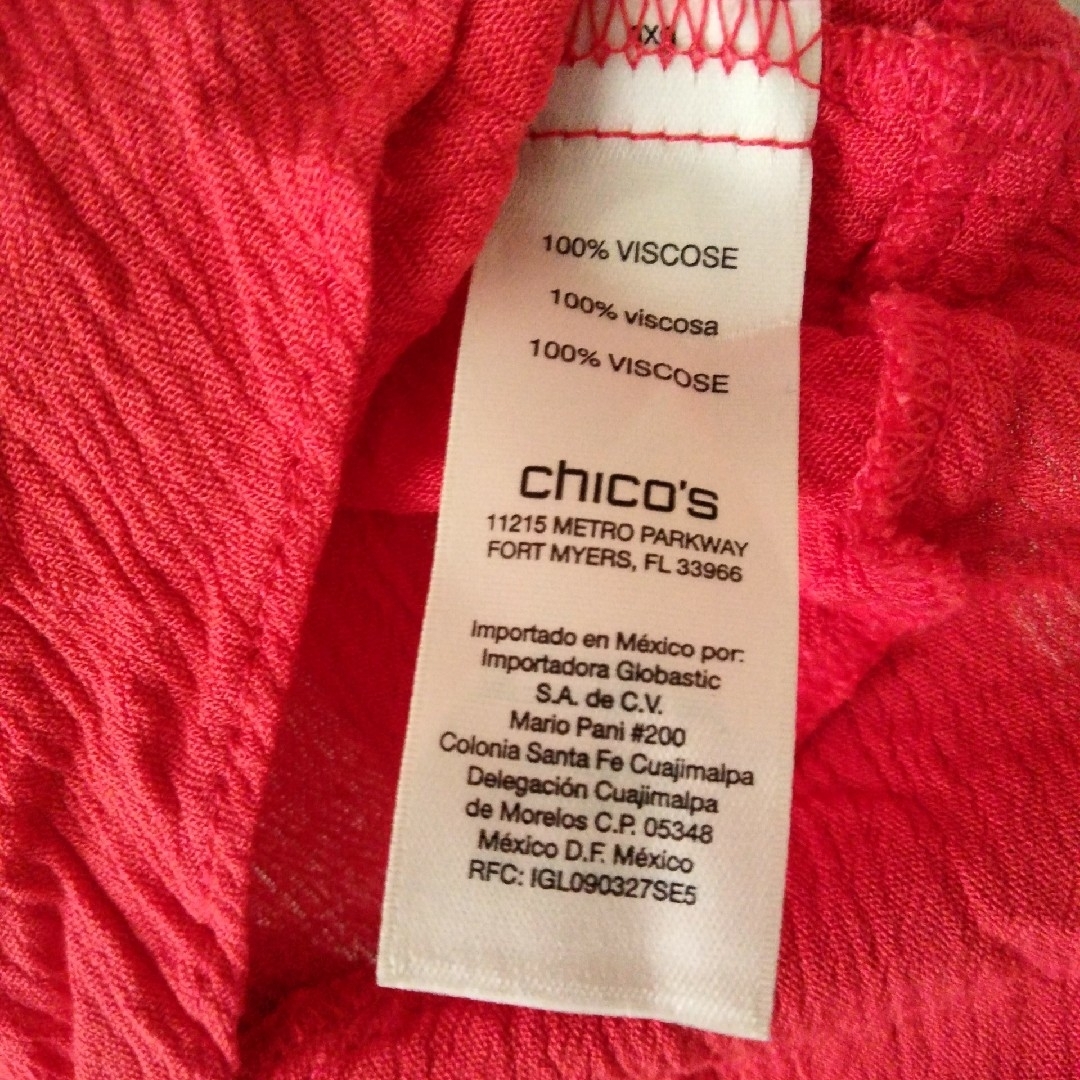 100% VISCOSE
100% viscosa
100% VISCOSE
chico's
11215 METRO PARKWAY
FORT MYERS, FL 33966
Importado en México por:
Importadora Globastic
S.A. de C.V.
Mario Pani #200
Colonia Santa Fe Cuajimalpa
Delegación Cuajimalpa
de Morelos C.P. 05348
México D.F. México
RFC: IGL090327SE5